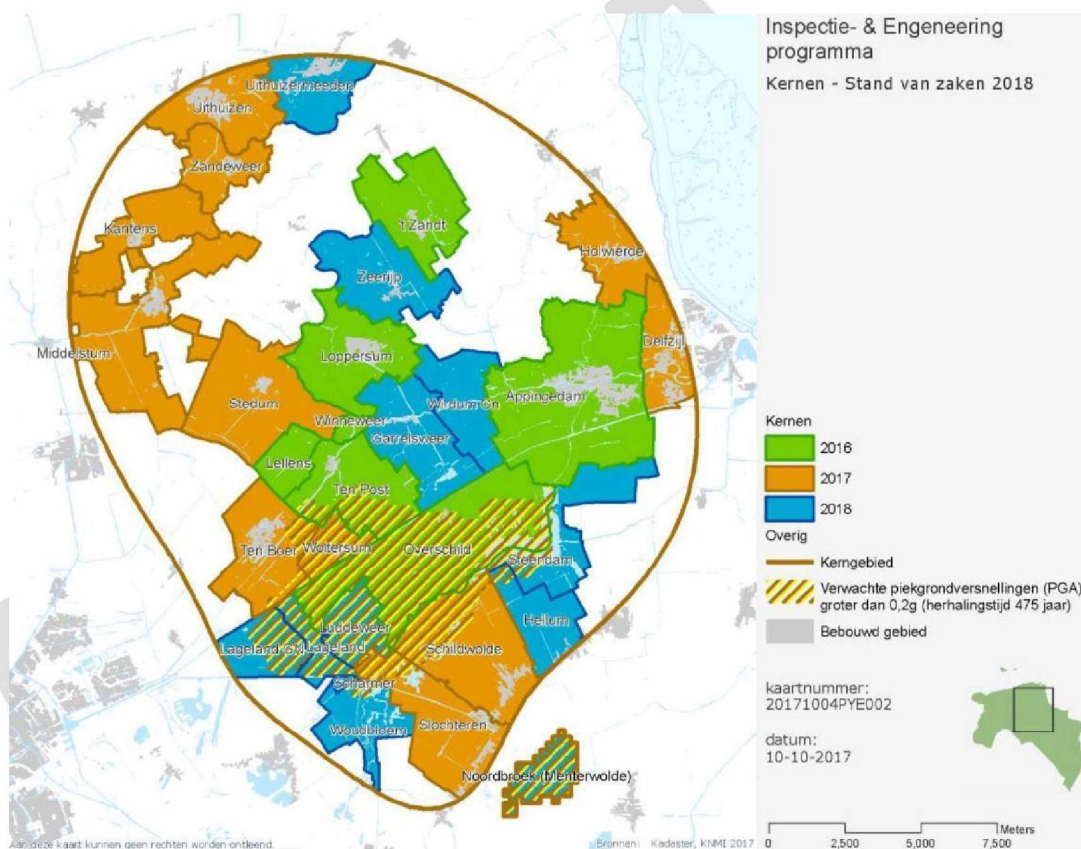 Inspectie- & Engeneering
programma
Kernen - Stand van zaken 2018
Uithuizermeeden
Uithuizen
Zandeweer
't Zandt
Kantens
Holwierde
Zeerijp
Middelstum
Loppersum
Delfzijl
Stedum
Wirdum Gn
Appingedam
Winneweer
Garrelsweer
Lellens
Ten Post
Ten Boer
Woltersum
Overschild
Steendam
Hellum
Luddeweer
Lageland GN
Lageland
Schildwolde
Scharmer
Slochteren
Woudbloem
Noordbroek (Menterwolde)
Kernen
2016
2017
2018
Overig
Kerngebied
Verwachte piekgrondversnellingen (PGA)
groter dan 0,2g (herhalingstijd 475 jaar)
Bebouwd gebied
kaartnummer:
20171004PYE002
datum:
10-10-2017
Meters
0 2,500 5,000 7,500
Aan deze kaart kunnen geen rechten worden ontleend.
Bronnen: Kadaster, KNMI 2017